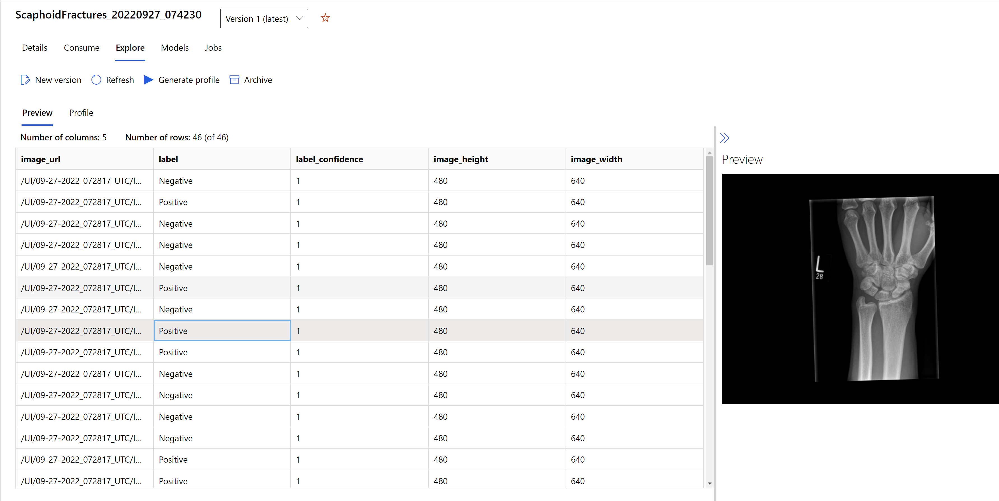 ScaphoidFractures_20220927_074230 Version 1 (latest)
Details Consume Explore Models Jobs
New version Refresh Generate profile Archive
Preview Profile
Number of columns: 5 Number of rows: 46 (of 46)
image_url label label_confidence image_height image_width
/UI/09-27-2022_072817_UTC/I... Negative 1 480 640
/UI/09-27-2022_072817_UTC/I... Positive 1 480 640
/UI/09-27-2022_072817_UTC/I... Negative 1 480 640
/UI/09-27-2022_072817_UTC/I... Negative 1 480 640
/UI/09-27-2022_072817_UTC/I... Negative 1 480 640
/UI/09-27-2022_072817_UTC/I... Positive 1 480 640
/UI/09-27-2022_072817_UTC/I... Negative 1 480 640
/UI/09-27-2022_072817_UTC/I... Positive 1 480 640
/UI/09-27-2022_072817_UTC/I... Positive 1 480 640
/UI/09-27-2022_072817_UTC/I... Negative 1 480 640
/UI/09-27-2022_072817_UTC/I... Negative 1 480 640
/UI/09-27-2022_072817_UTC/I... Negative 1 480 640
/UI/09-27-2022_072817_UTC/I... Negative 1 480 640
/UI/09-27-2022_072817_UTC/I... Positive 1 480 640
/UI/09-27-2022_072817_UTC/I... Positive 1 480 640
Preview
L
28